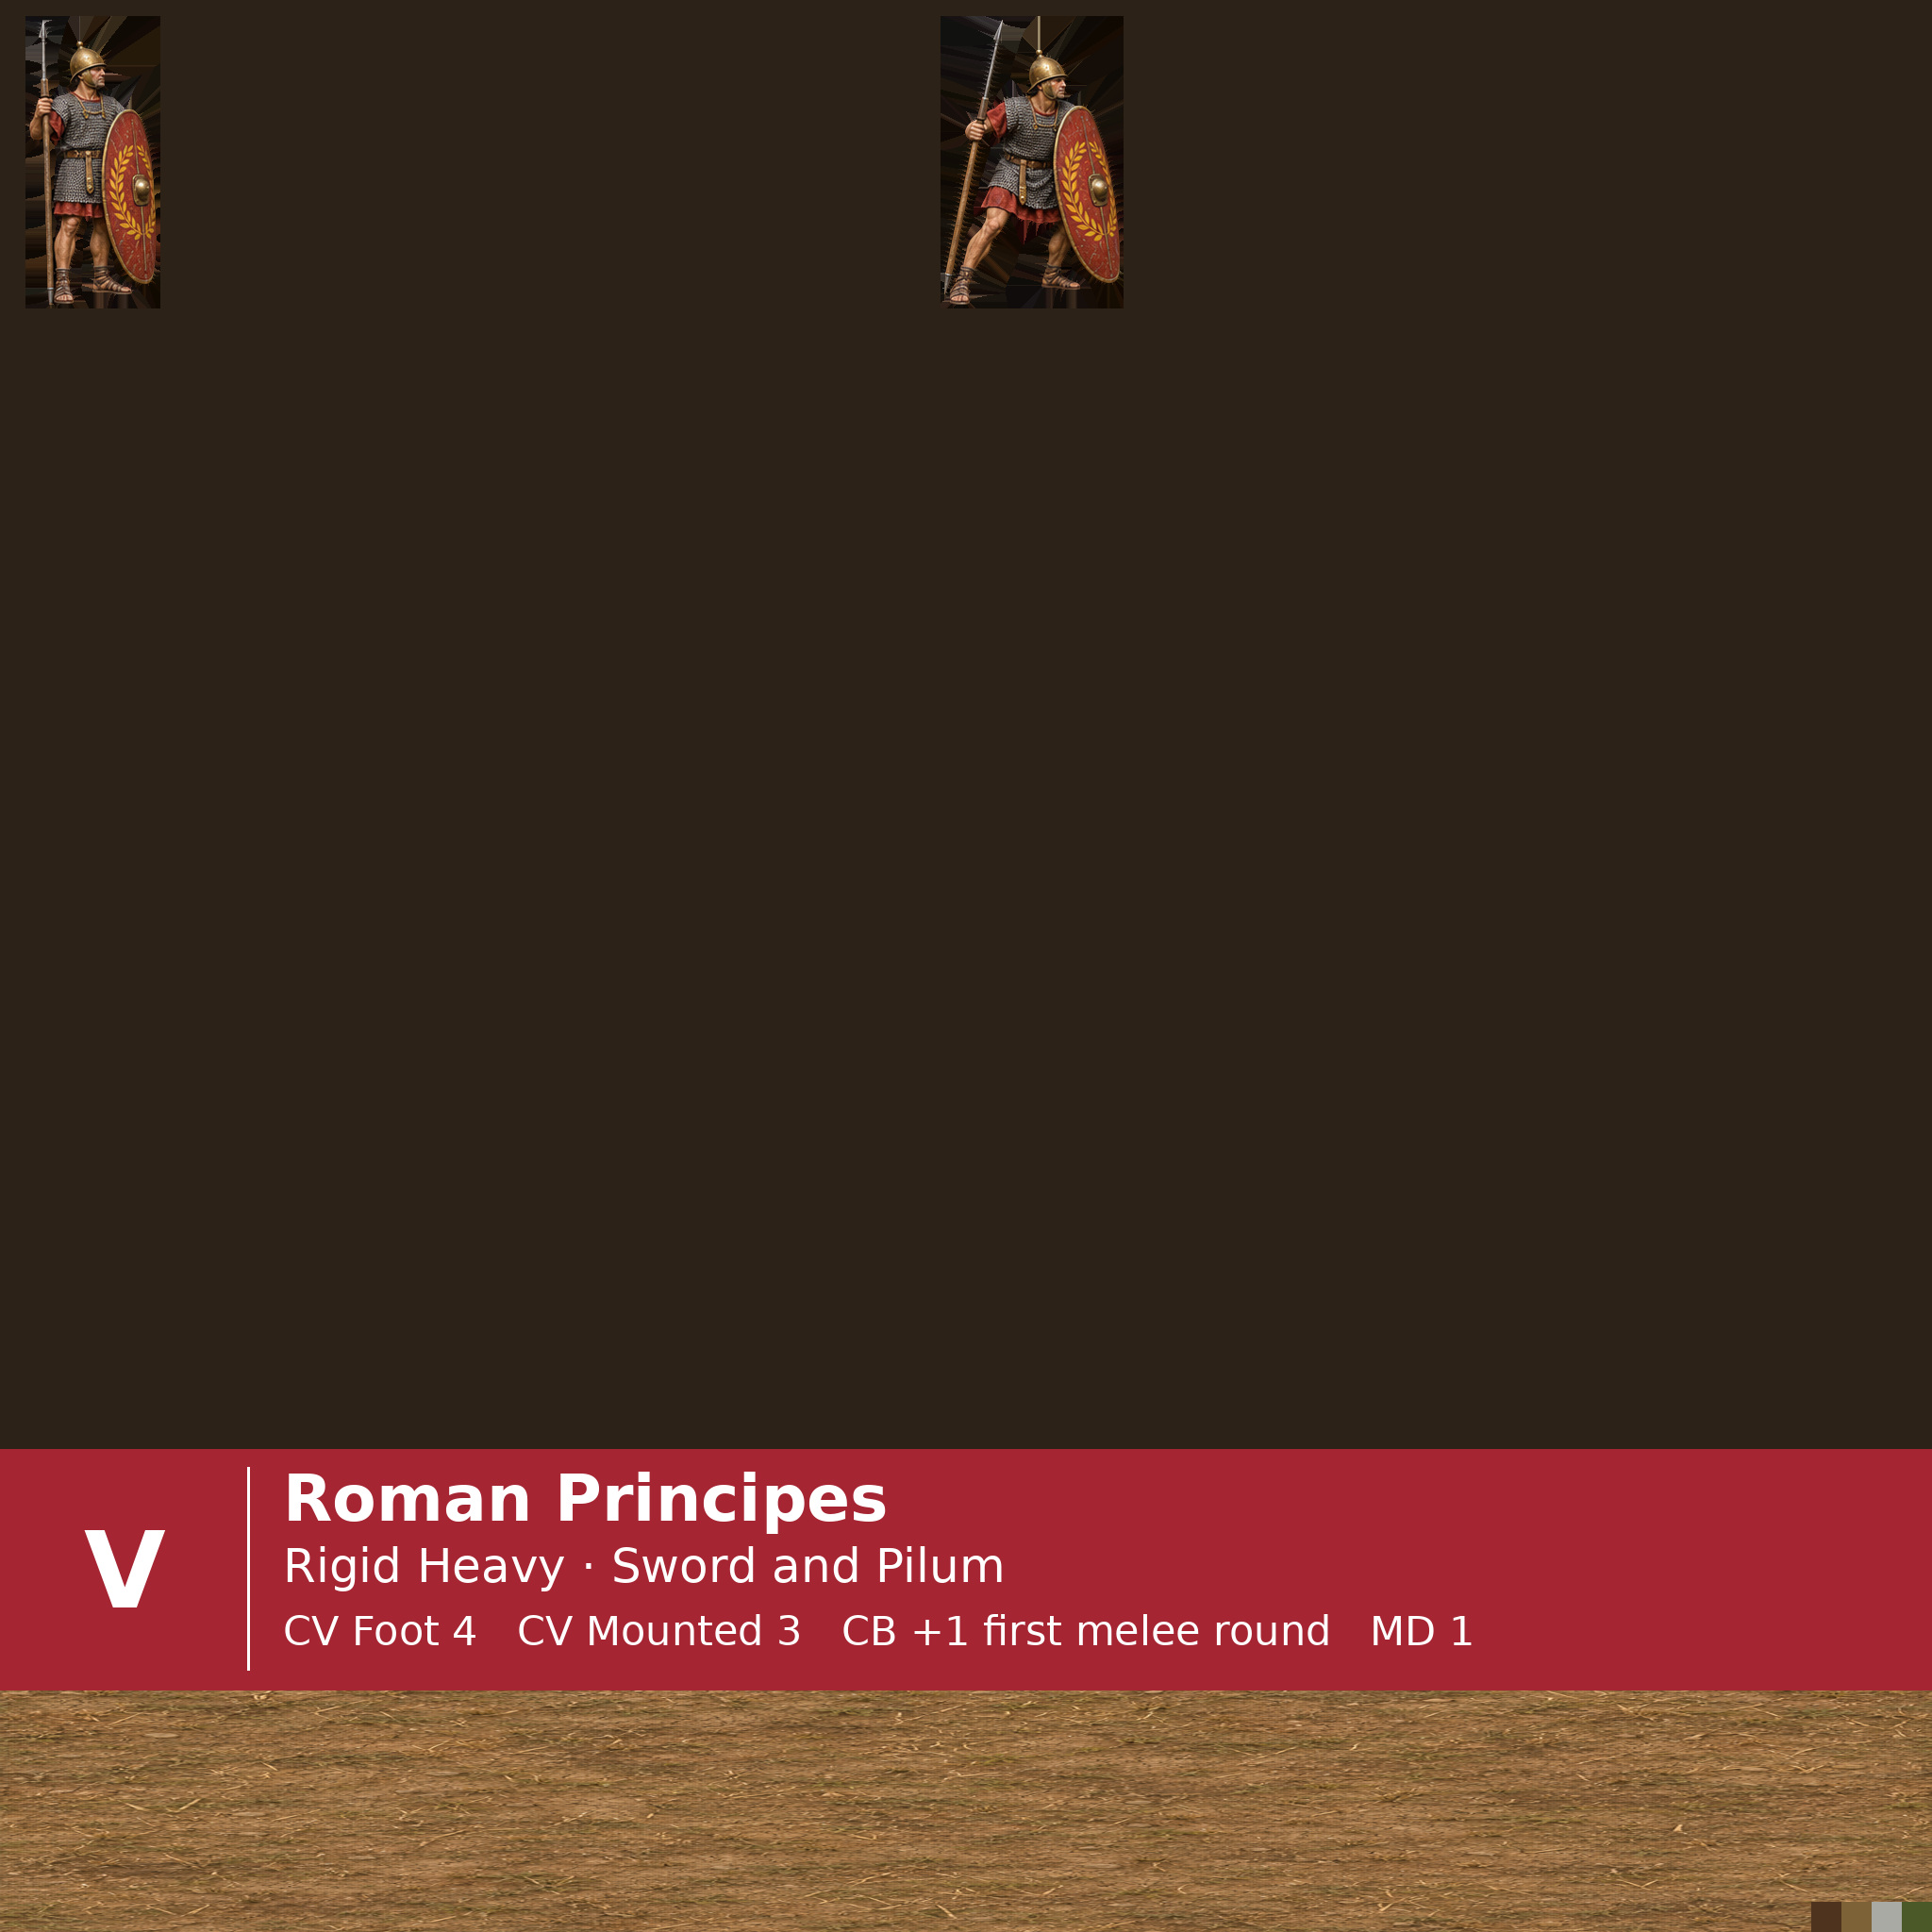 V
Roman Principes
Rigid Heavy · Sword and Pilum
CV Foot 4 CV Mounted 3 CB +1 first melee round MD 1